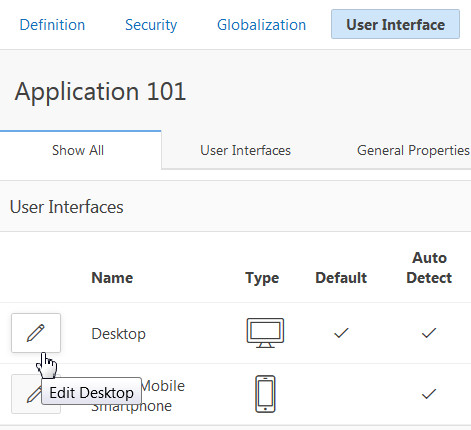 Definition Security Globalization User Interface
Application 101
Show All User Interfaces General Properties
User Interfaces
Name Type Default Auto Detect
Desktop
Edit Desktop
Mobile
Smartphone